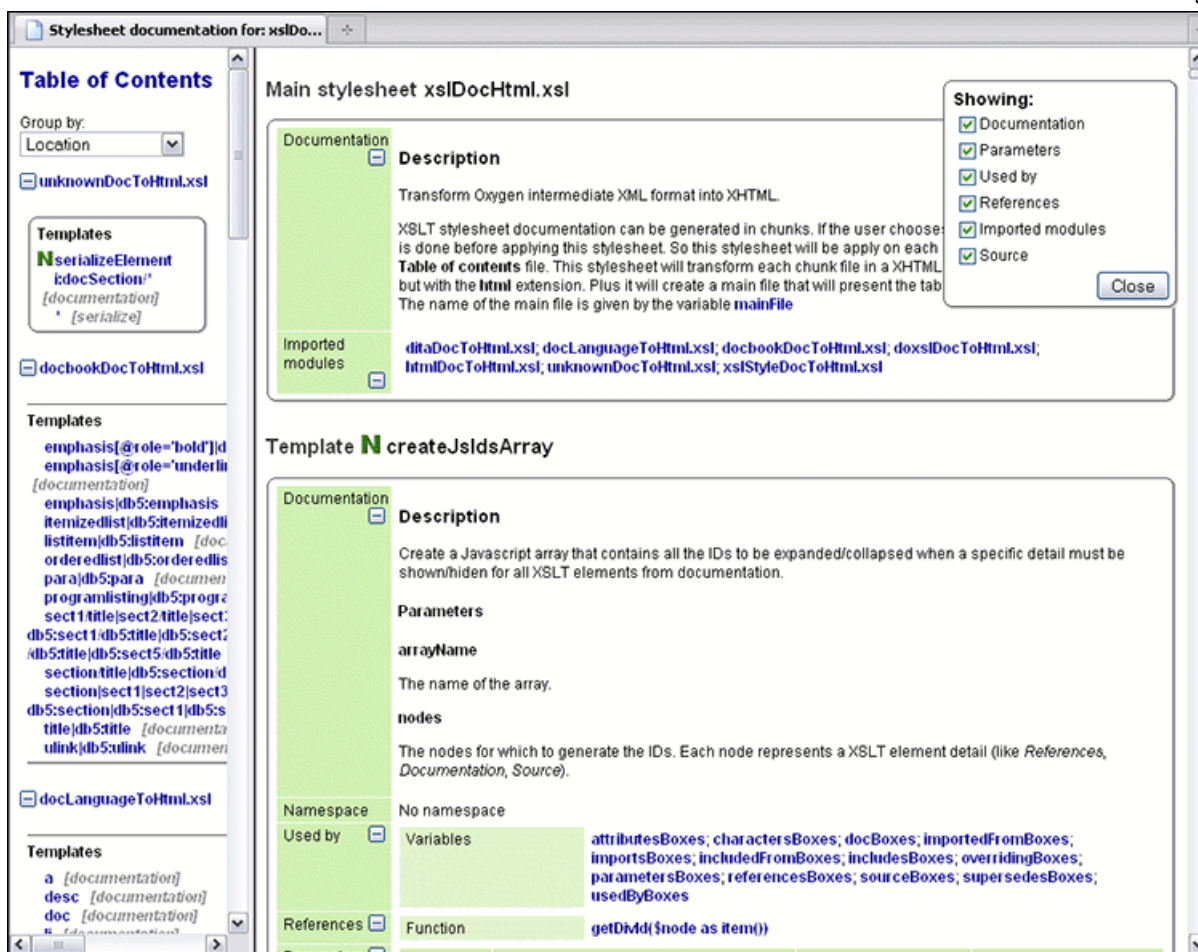 Stylesheet documentation for: xslDo...
Table of Contents
Group by:
Location
unknownDocToHtml.xsl
Templates
N serializeElement
i:docSection/*
[documentation]
* [serialize]
docbookDocToHtml.xsl
Templates
emphasis[@role='bold']|d
emphasis[@role='underlin
[documentation]
emphasis|db5:emphasis
itemizedlist|db5:itemizedli
listitem|db5:listitem [doc
orderedlist|db5:orderedlis
para|db5:para [documen
programlisting|db5:progra
sect1/title|sect2/title|sect
db5:sect1/db5:title|db5:sect2
/db5:title|db5:sect5/db5:title
section/title|db5:section/d
section|sect1|sect2|sect3
db5:section|db5:sect1|db5:s
title|db5:title [documenta
ulink|db5:ulink [documen
docLanguageToHtml.xsl
Templates
a [documentation]
desc [documentation]
doc [documentation]
Main stylesheet xslDocHtml.xsl
Documentation
Description
Transform Oxygen intermediate XML format into XHTML.
XSLT stylesheet documentation can be generated in chunks. If the user choose
is done before applying this stylesheet. So this stylesheet will be apply on each
Table of contents file. This stylesheet will transform each chunk file in a XHTML
but with the html extension. Plus it will create a main file that will present the tab
The name of the main file is given by the variable mainFile
Imported modules
ditaDocToHtml.xsl; docLanguageToHtml.xsl; docbookDocToHtml.xsl; doxslDocToHtml.xsl;
htmlDocToHtml.xsl; unknownDocToHtml.xsl; xslStyleDocToHtml.xsl
Showing:
Documentation
Parameters
Used by
References
Imported modules
Source
Close
Template N createJsIdsArray
Documentation
Description
Create a Javascript array that contains all the IDs to be expanded/collapsed when a specific detail must be
shown/hiden for all XSLT elements from documentation.
Parameters
arrayName
The name of the array.
nodes
The nodes for which to generate the IDs. Each node represents a XSLT element detail (like References,
Documentation, Source).
Namespace No namespace
Used by Variables attributesBoxes; charactersBoxes; docBoxes; importedFromBoxes;
importsBoxes; includedFromBoxes; includesBoxes; overridingBoxes;
parametersBoxes; referencesBoxes; sourceBoxes; supersedesBoxes;
usedByBoxes
References Function getDivId($node as item())